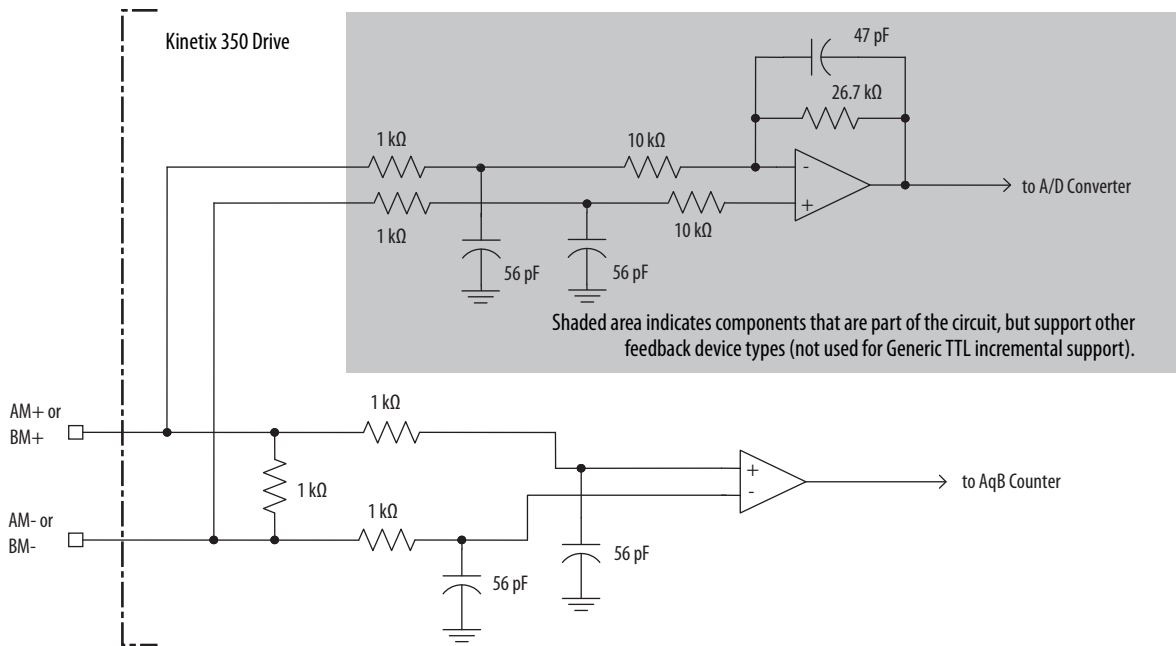 Kinetix 350 Drive
47 pF
26.7 kΩ
1 kΩ
10 kΩ
-
+
to A/D Converter
1 kΩ
10 kΩ
56 pF
56 pF
Shaded area indicates components that are part of the circuit, but support other
feedback device types (not used for Generic TTL incremental support).
AM+ or
BM+
1 kΩ
+
-
to AqB Counter
1 kΩ
1 kΩ
AM- or
BM-
56 pF
56 pF